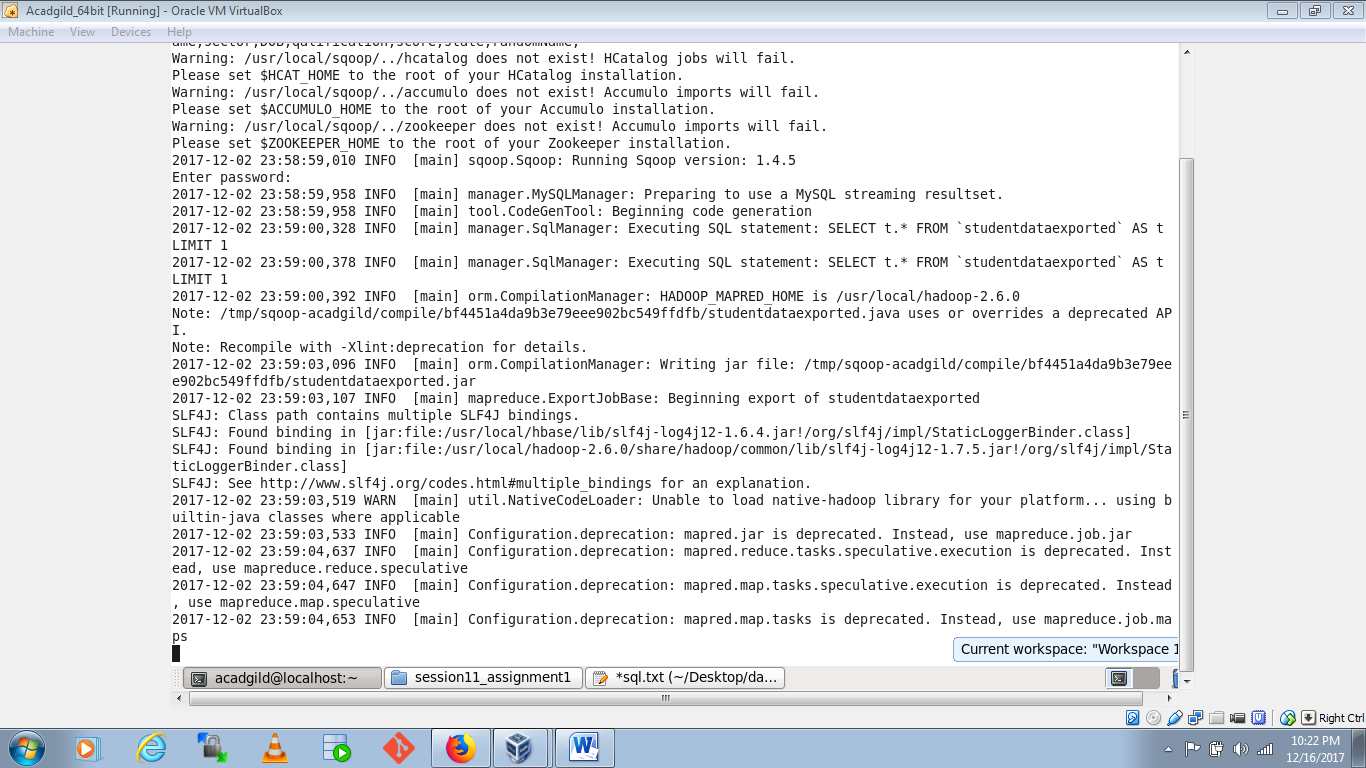 Acadgild_64bit [Running] - Oracle VM VirtualBox
Machine View Devices Help
ume,sector,DOB,qatification,score,state,randomName,
Warning: /usr/local/sqoop/../hcatalog does not exist! HCatalog jobs will fail.
Please set $HCAT_HOME to the root of your HCatalog installation.
Warning: /usr/local/sqoop/../accumulo does not exist! Accumulo imports will fail.
Please set $ACCUMULO_HOME to the root of your Accumulo installation.
Warning: /usr/local/sqoop/../zookeeper does not exist! Accumulo imports will fail.
Please set $ZOOKEEPER_HOME to the root of your Zookeeper installation.
2017-12-02 23:58:59,010 INFO  [main] sqoop.Sqoop: Running Sqoop version: 1.4.5
Enter password:
2017-12-02 23:58:59,958 INFO  [main] manager.MySQLManager: Preparing to use a MySQL streaming resultset.
2017-12-02 23:58:59,958 INFO  [main] tool.CodeGenTool: Beginning code generation
2017-12-02 23:59:00,328 INFO  [main] manager.SqlManager: Executing SQL statement: SELECT t.* FROM `studentdataexported` AS t
LIMIT 1
2017-12-02 23:59:00,378 INFO  [main] manager.SqlManager: Executing SQL statement: SELECT t.* FROM `studentdataexported` AS t
LIMIT 1
2017-12-02 23:59:00,392 INFO  [main] orm.CompilationManager: HADOOP_MAPRED_HOME is /usr/local/hadoop-2.6.0
Note: /tmp/sqoop-acadgild/compile/bf4451a4da9b3e79eee902bc549ffdfb/studentdataexported.java uses or overrides a deprecated AP
I.
Note: Recompile with -Xlint:deprecation for details.
2017-12-02 23:59:03,096 INFO  [main] orm.CompilationManager: Writing jar file: /tmp/sqoop-acadgild/compile/bf4451a4da9b3e79ee
e902bc549ffdfb/studentdataexported.jar
2017-12-02 23:59:03,107 INFO  [main] mapreduce.ExportJobBase: Beginning export of studentdataexported
SLF4J: Class path contains multiple SLF4J bindings.
SLF4J: Found binding in [jar:file:/usr/local/hbase/lib/slf4j-log4j12-1.6.4.jar!/org/slf4j/impl/StaticLoggerBinder.class]
SLF4J: Found binding in [jar:file:/usr/local/hadoop-2.6.0/share/hadoop/common/lib/slf4j-log4j12-1.7.5.jar!/org/slf4j/impl/Sta
ticLoggerBinder.class]
SLF4J: See http://www.slf4j.org/codes.html#multiple_bindings for an explanation.
2017-12-02 23:59:03,519 WARN  [main] util.NativeCodeLoader: Unable to load native-hadoop library for your platform... using b
uiltin-java classes where applicable
2017-12-02 23:59:03,533 INFO  [main] Configuration.deprecation: mapred.jar is deprecated. Instead, use mapreduce.job.jar
2017-12-02 23:59:04,637 INFO  [main] Configuration.deprecation: mapred.reduce.tasks.speculative.execution is deprecated. Inst
ead, use mapreduce.reduce.speculative
2017-12-02 23:59:04,647 INFO  [main] Configuration.deprecation: mapred.map.tasks.speculative.execution is deprecated. Instead
, use mapreduce.map.speculative
2017-12-02 23:59:04,653 INFO  [main] Configuration.deprecation: mapred.map.tasks is deprecated. Instead, use mapreduce.job.ma
ps
Current workspace: "Workspace 1
acadgild@localhost:~ session11_assignment1 *sql.txt (~/Desktop/da...
Right Ctrl
10:22 PM
12/16/2017